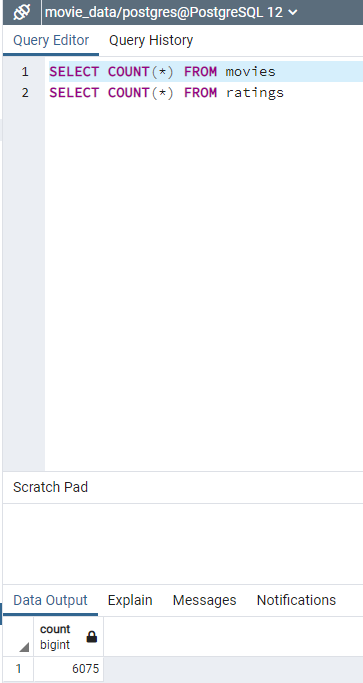 movie_data/postgres@PostgreSQL 12
Query Editor Query History
1 SELECT COUNT(*) FROM movies
2 SELECT COUNT(*) FROM ratings
Scratch Pad
Data Output Explain Messages Notifications
count
bigint
1 6075